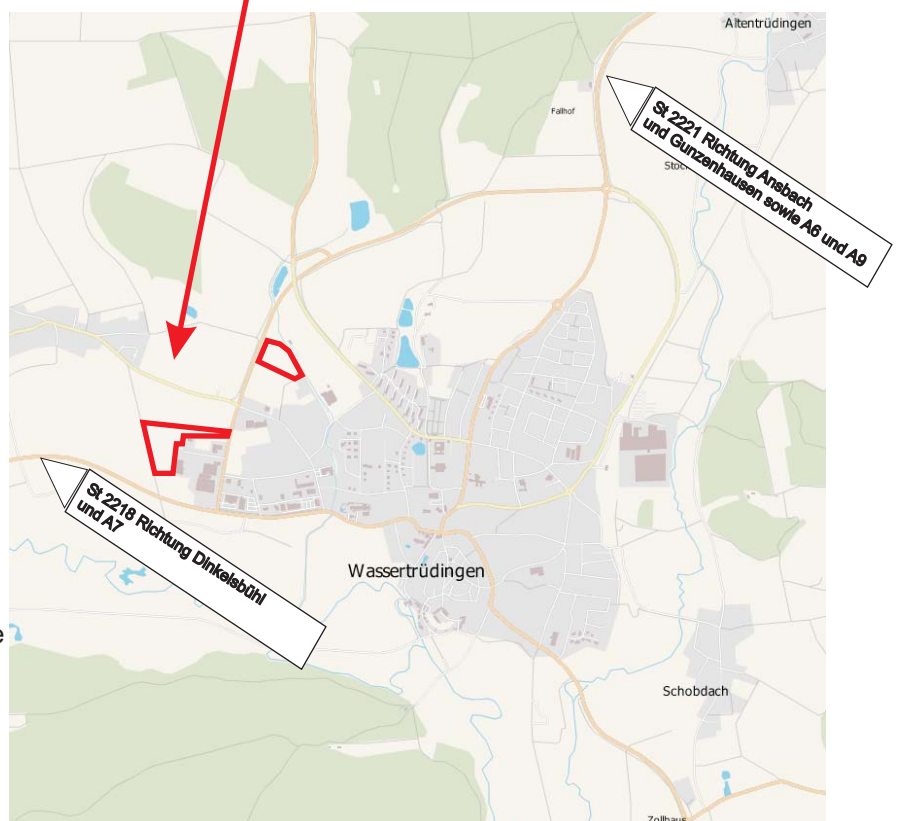 Altentrüdingen
Fallhof
St 2221 Richtung Ansbach
und Gunzenhausen sowie A6 und A9
St 2218 Richtung Dinkelsbühl
und A7
Wassertrüdingen
e
Schobdach
Zollhaus